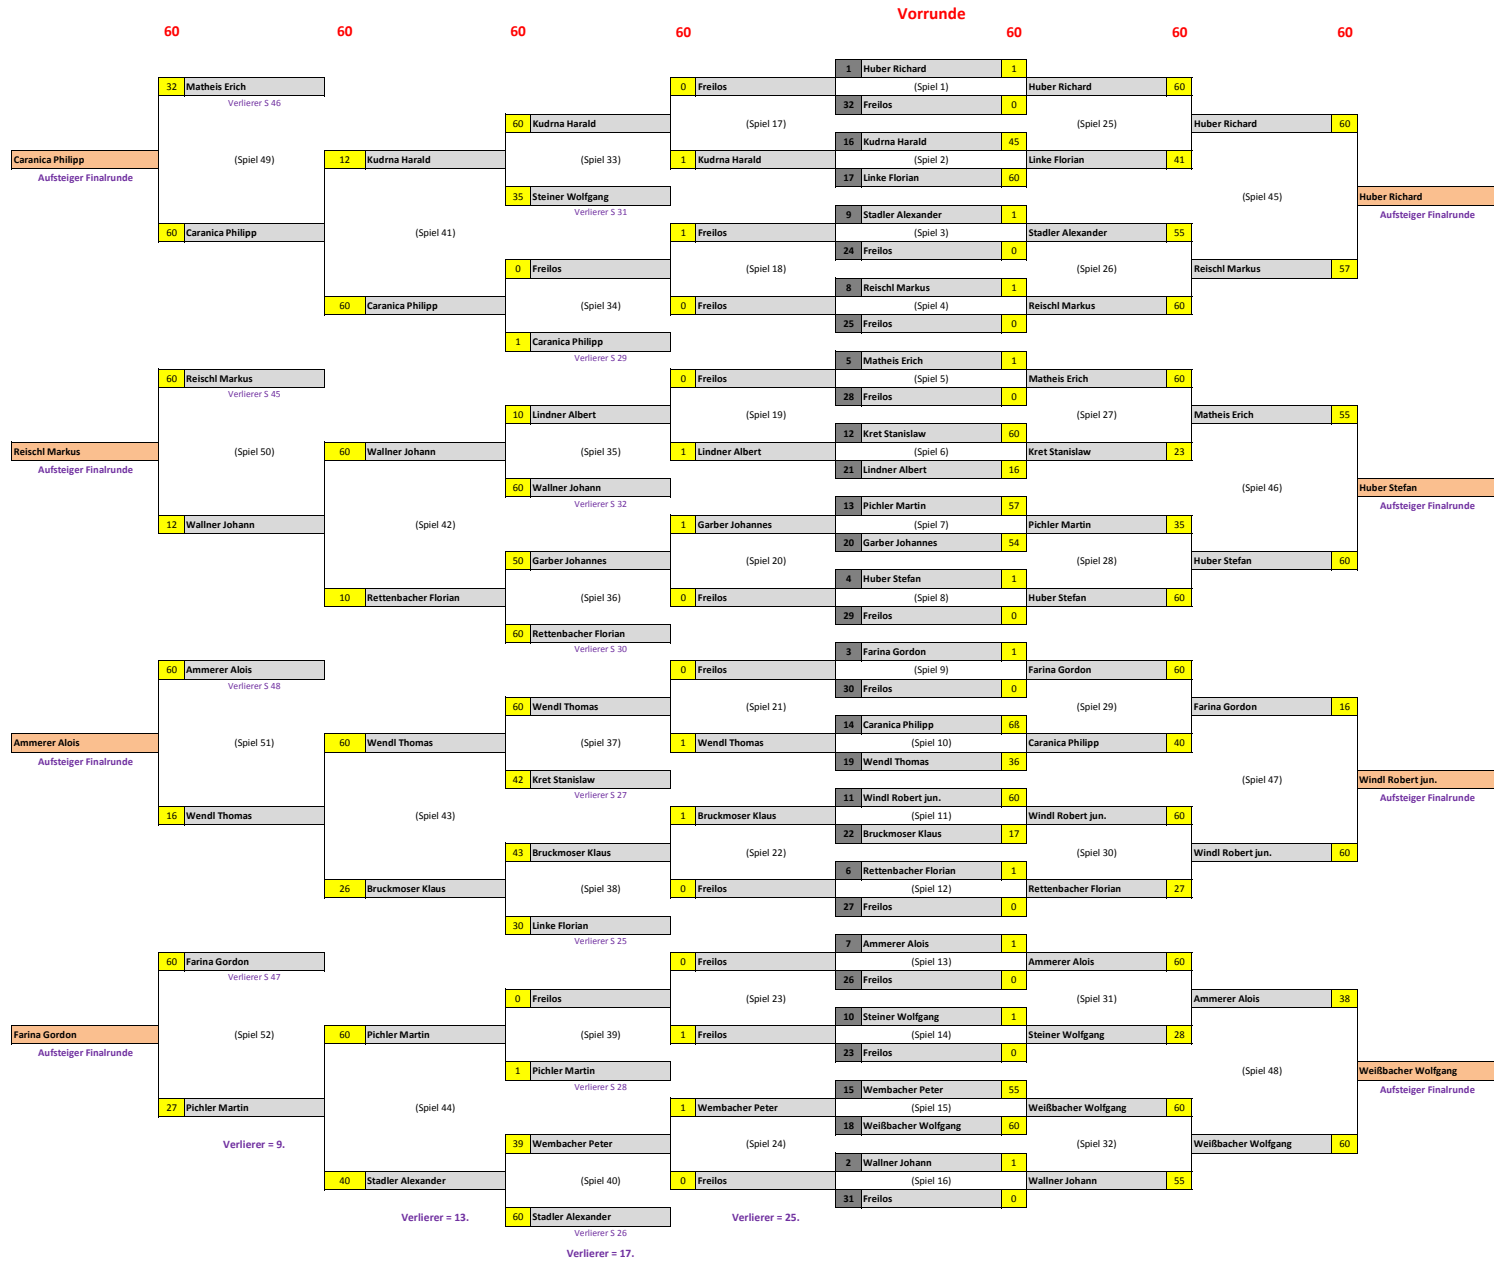 Vorrunde
60 60 60 60 60 60 60
1 Huber Richard 1
32 Matheis Erich 0 Freilos (Spiel 1) Huber Richard 60
Verlierer S 46 32 Freilos 0
60 Kudrna Harald (Spiel 17) (Spiel 25) Huber Richard 60
16 Kudrna Harald 45
Caranica Philipp (Spiel 49) 12 Kudrna Harald (Spiel 33) 1 Kudrna Harald (Spiel 2) Linke Florian 41
Aufsteiger Finalrunde 17 Linke Florian 60
35 Steiner Wolfgang (Spiel 45) Huber Richard
Verlierer S 31 9 Stadler Alexander 1 Aufsteiger Finalrunde
60 Caranica Philipp (Spiel 41) 1 Freilos (Spiel 3) Stadler Alexander 55
24 Freilos 0
0 Freilos (Spiel 18) (Spiel 26) Reischl Markus 57
8 Reischl Markus 1
60 Caranica Philipp (Spiel 34) 0 Freilos (Spiel 4) Reischl Markus 60
25 Freilos 0
1 Caranica Philipp
Verlierer S 29 5 Matheis Erich 1
60 Reischl Markus 0 Freilos (Spiel 5) Matheis Erich 60
Verlierer S 45 28 Freilos 0
10 Lindner Albert (Spiel 19) (Spiel 27) Matheis Erich 55
12 Kret Stanislaw 60
Reischl Markus (Spiel 50) 60 Wallner Johann (Spiel 35) 1 Lindner Albert (Spiel 6) Kret Stanislaw 23
Aufsteiger Finalrunde 21 Lindner Albert 16
60 Wallner Johann (Spiel 46) Huber Stefan
Verlierer S 32 13 Pichler Martin 57 Aufsteiger Finalrunde
12 Wallner Johann (Spiel 42) 1 Garber Johannes (Spiel 7) Pichler Martin 35
20 Garber Johannes 54
50 Garber Johannes (Spiel 20) (Spiel 28) Huber Stefan 60
4 Huber Stefan 1
10 Rettenbacher Florian (Spiel 36) 0 Freilos (Spiel 8) Huber Stefan 60
29 Freilos 0
60 Rettenbacher Florian
Verlierer S 30 3 Farina Gordon 1
60 Ammerer Alois 0 Freilos (Spiel 9) Farina Gordon 60
Verlierer S 48 30 Freilos 0
60 Wendl Thomas (Spiel 21) (Spiel 29) Farina Gordon 16
14 Caranica Philipp 68
Ammerer Alois (Spiel 51) 60 Wendl Thomas (Spiel 37) 1 Wendl Thomas (Spiel 10) Caranica Philipp 40
Aufsteiger Finalrunde 19 Wendl Thomas 36
42 Kret Stanislaw (Spiel 47) Windl Robert jun.
Verlierer S 27 11 Windl Robert jun. 60 Aufsteiger Finalrunde
16 Wendl Thomas (Spiel 43) 1 Bruckmoser Klaus (Spiel 11) Windl Robert jun. 60
22 Bruckmoser Klaus 17
43 Bruckmoser Klaus (Spiel 22) (Spiel 30) Windl Robert jun. 60
6 Rettenbacher Florian 1
26 Bruckmoser Klaus (Spiel 38) 0 Freilos (Spiel 12) Rettenbacher Florian 27
27 Freilos 0
30 Linke Florian
Verlierer S 25 7 Ammerer Alois 1
60 Farina Gordon 0 Freilos (Spiel 13) Ammerer Alois 60
Verlierer S 47 26 Freilos 0
0 Freilos (Spiel 23) (Spiel 31) Ammerer Alois 38
10 Steiner Wolfgang 1
Farina Gordon (Spiel 52) 60 Pichler Martin (Spiel 39) 1 Freilos (Spiel 14) Steiner Wolfgang 28
Aufsteiger Finalrunde 23 Freilos 0
1 Pichler Martin (Spiel 48) Weißbacher Wolfgang
Verlierer S 28 15 Wembacher Peter 55 Aufsteiger Finalrunde
27 Pichler Martin (Spiel 44) 1 Wembacher Peter (Spiel 15) Weißbacher Wolfgang 60
18 Weißbacher Wolfgang 60
Verlierer = 9. 39 Wembacher Peter (Spiel 24) (Spiel 32) Weißbacher Wolfgang 60
2 Wallner Johann 1
40 Stadler Alexander (Spiel 40) 0 Freilos (Spiel 16) Wallner Johann 55
31 Freilos 0
Verlierer = 13. 60 Stadler Alexander Verlierer = 25.
Verlierer S 26
Verlierer = 17.